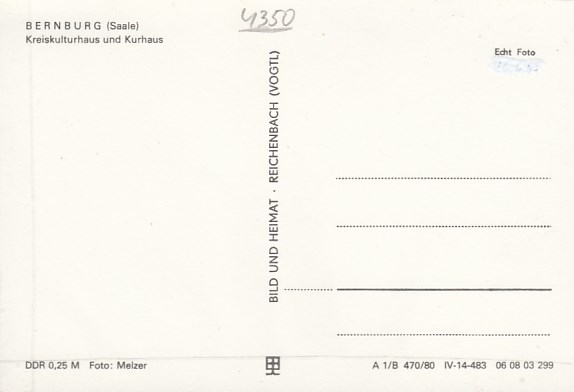 4350
BERNBURG (Saale)
Kreiskulturhaus und Kurhaus
Echt Foto
BILD UND HEIMAT · REICHENBACH (VOGTL)
DDR 0,25 M Foto: Melzer
A 1/B 470/80 IV-14-483 06 08 03 299